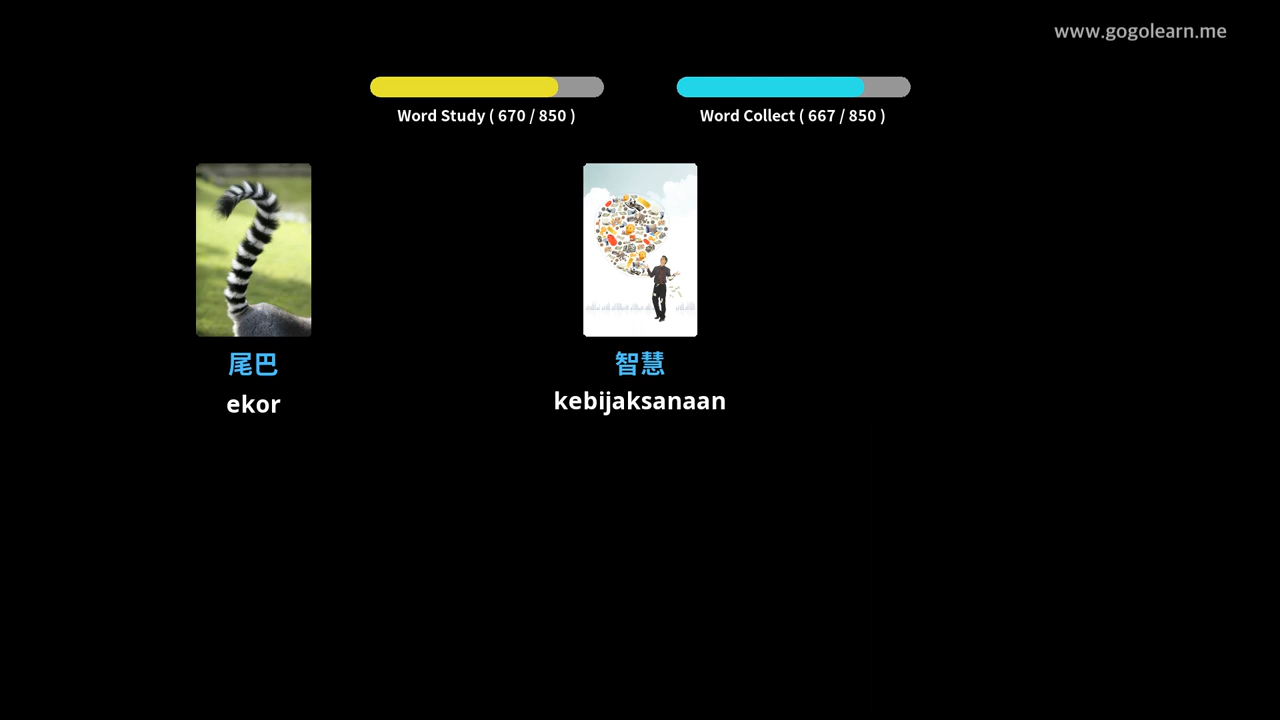 www.gogolearn.me
Word Study ( 670 / 850 )
Word Collect ( 667 / 850 )
尾巴
ekor
智慧
kebijaksanaan